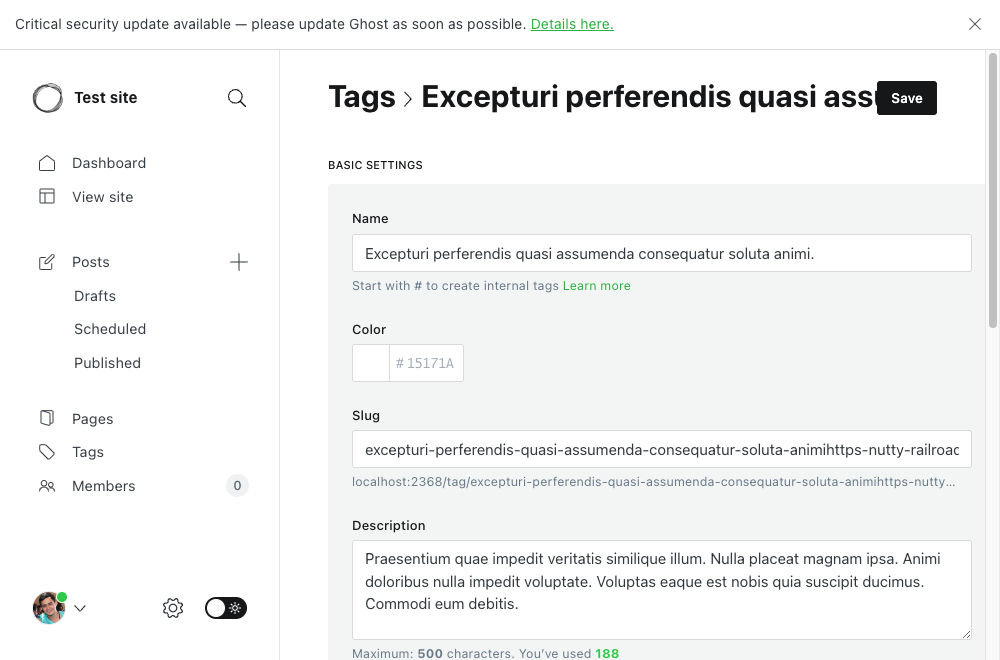 Critical security update available — please update Ghost as soon as possible. Details here.
Test site
Dashboard
View site
Posts
Drafts
Scheduled
Published
Pages
Tags
Members 0
Tags › Excepturi perferendis quasi
Save
BASIC SETTINGS
Name
Excepturi perferendis quasi assumenda consequatur soluta animi.
Start with # to create internal tags Learn more
Color
# 15171A
Slug
excepturi-perferendis-quasi-assumenda-consequatur-soluta-animihttps-nutty-railroad
localhost:2368/tag/excepturi-perferendis-quasi-assumenda-consequatur-soluta-animihttps-nutty...
Description
Praesentium quae impedit veritatis similique illum. Nulla placeat magnam ipsa. Animi
doloribus nulla impedit voluptate. Voluptas eaque est nobis quia suscipit ducimus.
Commodi eum debitis.
Maximum: 500 characters. You've used 188